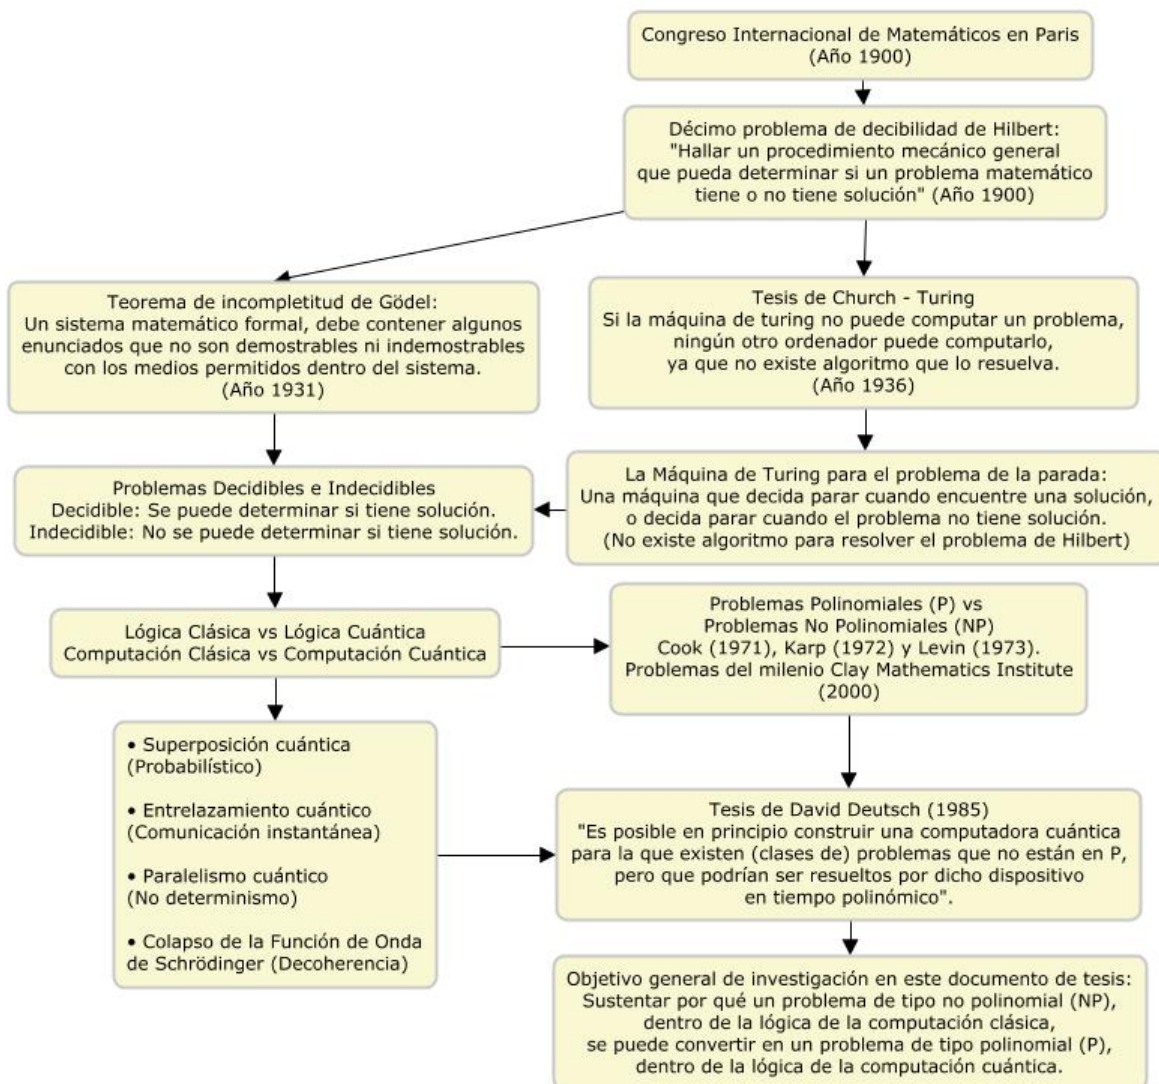 Congreso Internacional de Matemáticos en Paris
(Año 1900)
Décimo problema de decibilidad de Hilbert:
"Hallar un procedimiento mecánico general
que pueda determinar si un problema matemático
tiene o no tiene solución" (Año 1900)
Teorema de incompletitud de Gödel:
Un sistema matemático formal, debe contener algunos
enunciados que no son demostrables ni indemostrables
con los medios permitidos dentro del sistema.
(Año 1931)
Tesis de Church - Turing
Si la máquina de turing no puede computar un problema,
ningún otro ordenador puede computarlo,
ya que no existe algoritmo que lo resuelva.
(Año 1936)
Problemas Decidibles e Indecidibles
Decidible: Se puede determinar si tiene solución.
Indecidible: No se puede determinar si tiene solución.
La Máquina de Turing para el problema de la parada:
Una máquina que decida parar cuando encuentre una solución,
o decida parar cuando el problema no tiene solución.
(No existe algoritmo para resolver el problema de Hilbert)
Lógica Clásica vs Lógica Cuántica
Computación Clásica vs Computación Cuántica
Problemas Polinomiales (P) vs
Problemas No Polinomiales (NP)
Cook (1971), Karp (1972) y Levin (1973).
Problemas del milenio Clay Mathematics Institute
(2000)
• Superposición cuántica
(Probabilístico)
• Entrelazamiento cuántico
(Comunicación instantánea)
• Paralelismo cuántico
(No determinismo)
• Colapso de la Función de Onda
de Schrödinger (Decoherencia)
Tesis de David Deutsch (1985)
"Es posible en principio construir una computadora cuántica
para la que existen (clases de) problemas que no están en P,
pero que podrían ser resueltos por dicho dispositivo
en tiempo polinómico".
Objetivo general de investigación en este documento de tesis:
Sustentar por qué un problema de tipo no polinomial (NP),
dentro de la lógica de la computación clásica,
se puede convertir en un problema de tipo polinomial (P),
dentro de la lógica de la computación cuántica.